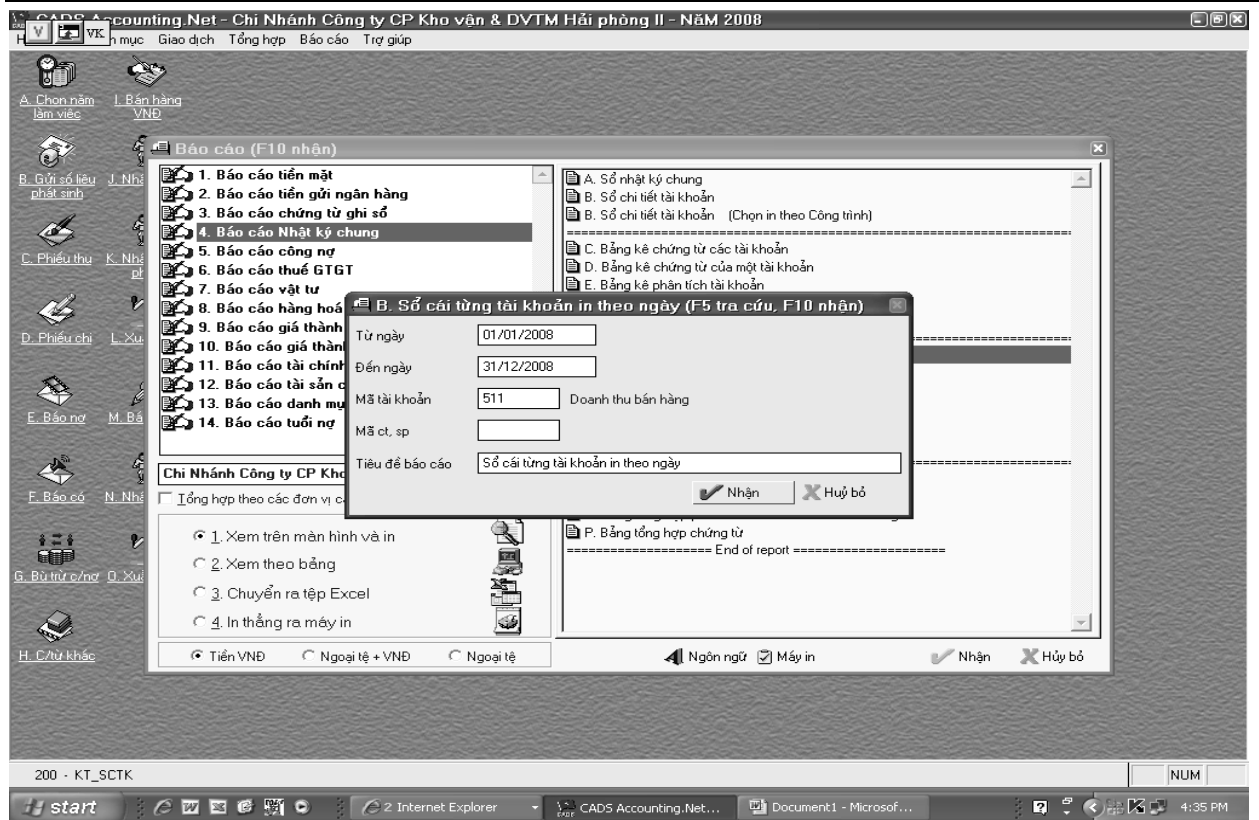 CADS Accounting.Net - Chi Nhánh Công ty CP Kho vận & DVTM Hải phòng II - NăM 2008
V VK
mục Giao dịch Tổng hợp Báo cáo Trợ giúp
A. Chọn năm làm việc
I. Bán hàng VNĐ
B. Gửi số liệu phát sinh
J. Nhậ
C. Phiếu thu
K. Nhậ
D. Phiếu chi
L. Xu
E. Báo nợ
M. Bá
F. Báo có
N. Nhậ
G. Bù trừ c/nợ
O. Xuấ
H. C/từ khác
Báo cáo (F10 nhận)
1. Báo cáo tiền mặt
2. Báo cáo tiền gửi ngân hàng
3. Báo cáo chứng từ ghi sổ
4. Báo cáo Nhật ký chung
5. Báo cáo công nợ
6. Báo cáo thuế GTGT
7. Báo cáo vật tư
8. Báo cáo hàng hoá
9. Báo cáo giá thành
10. Báo cáo giá thành
11. Báo cáo tài chính
12. Báo cáo tài sản c
13. Báo cáo danh mụ
14. Báo cáo tuổi nợ
Chi Nhánh Công ty CP Kho
Tổng hợp theo các đơn vị c
1. Xem trên màn hình và in
2. Xem theo bảng
3. Chuyển ra tệp Excel
4. In thẳng ra máy in
Tiền VNĐ Ngoại tệ + VNĐ Ngoại tệ
A. Sổ nhật ký chung
B. Sổ chi tiết tài khoản
B. Sổ chi tiết tài khoản (Chọn in theo Công trình)
C. Bảng kê chứng từ các tài khoản
D. Bảng kê chứng từ của một tài khoản
E. Bảng kê phân tích tài khoản
P. Bảng tổng hợp chứng từ
=================== End of report ====================
Ngôn ngữ Máy in Nhận Hủy bỏ
B. Sổ cái từng tài khoản in theo ngày (F5 tra cứu, F10 nhận)
Từ ngày 01/01/2008
Đến ngày 31/12/2008
Mã tài khoản 511 Doanh thu bán hàng
Mã ct, sp
Tiêu đề báo cáo Sổ cái từng tài khoản in theo ngày
Nhận Huỷ bỏ
200 - KT_SCTK NUM
start 2 Internet Explorer CADS Accounting.Net... Document1 - Microsof... 4:35 PM